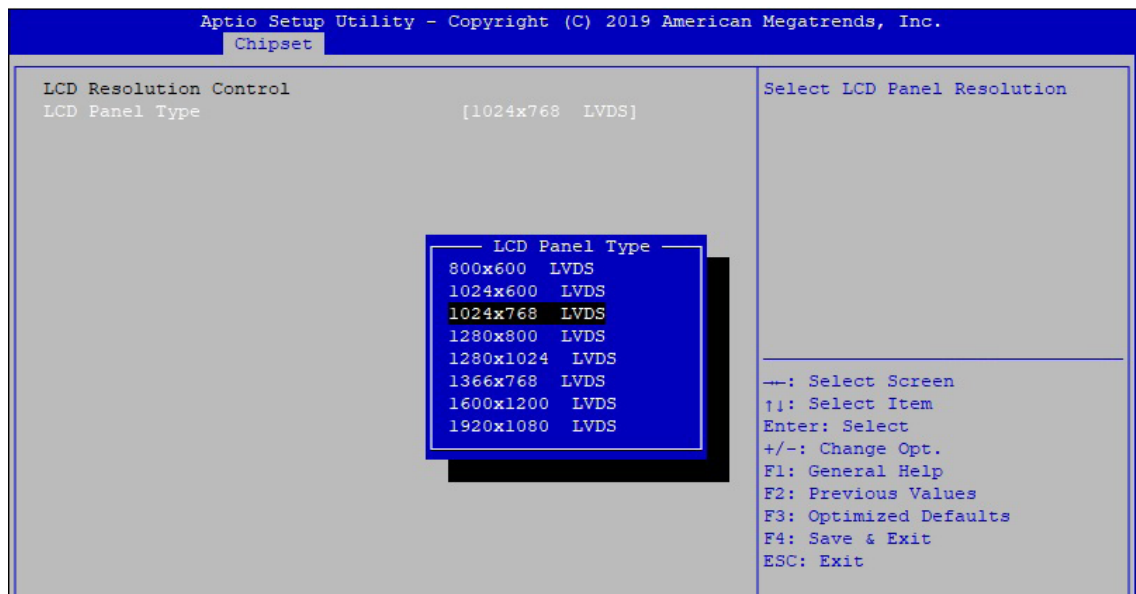 Aptio Setup Utility - Copyright (C) 2019 American Megatrends, Inc.
Chipset
LCD Resolution Control
LCD Panel Type [1024x768 LVDS]
Select LCD Panel Resolution
LCD Panel Type
800x600 LVDS
1024x600 LVDS
1024x768 LVDS
1280x800 LVDS
1280x1024 LVDS
1366x768 LVDS
1600x1200 LVDS
1920x1080 LVDS
→←: Select Screen
↑↓: Select Item
Enter: Select
+/-: Change Opt.
F1: General Help
F2: Previous Values
F3: Optimized Defaults
F4: Save & Exit
ESC: Exit